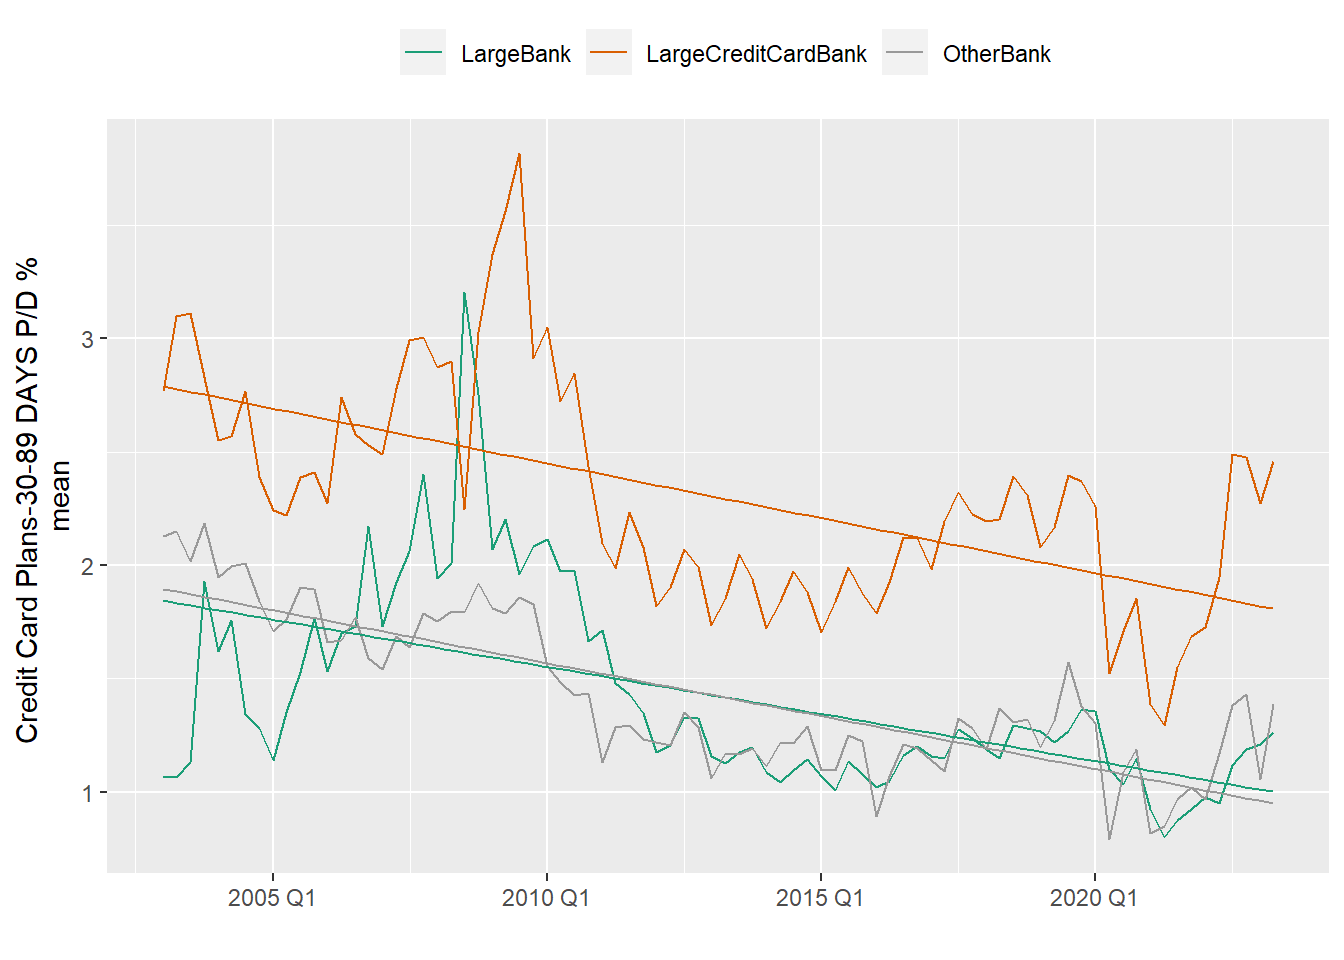 LargeBank LargeCreditCardBank OtherBank
Credit Card Plans-30-89 DAYS P/D %
mean
3
2
1
2005 Q1 2010 Q1 2015 Q1 2020 Q1